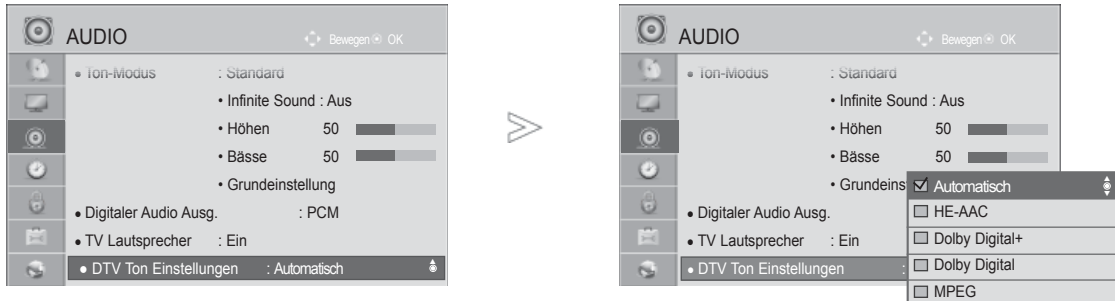 AUDIO
Bewegen OK
• Ton-Modus : Standard
• Infinite Sound : Aus
• Höhen 50
• Bässe 50
• Grundeinstellung
• Digitaler Audio Ausg. : PCM
• TV Lautsprecher : Ein
• DTV Ton Einstellungen : Automatisch
AUDIO
Bewegen OK
• Ton-Modus : Standard
• Infinite Sound : Aus
• Höhen 50
• Bässe 50
• Grundeins
• Digitaler Audio Ausg.
• TV Lautsprecher : Ein
• DTV Ton Einstellungen :
Automatisch
HE-AAC
Dolby Digital+
Dolby Digital
MPEG